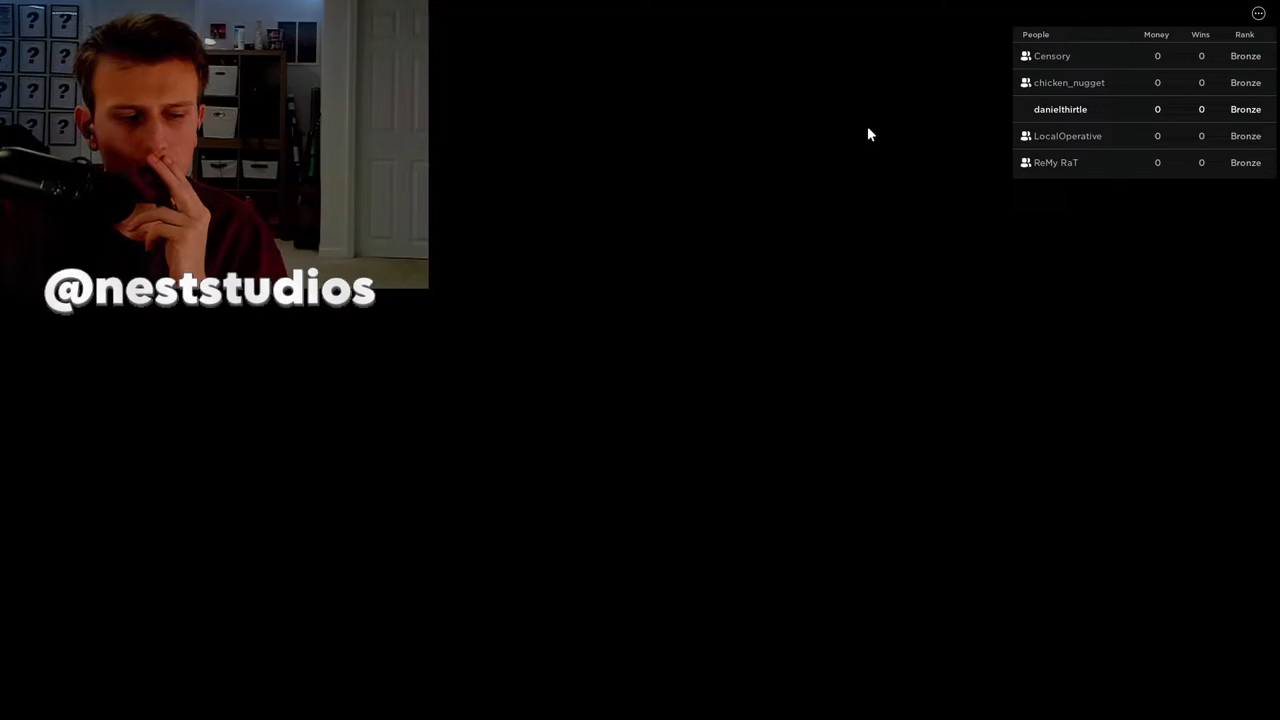 ? ? ?
? ? ?
? ? ?
? ? ?
@neststudios
People Money Wins Rank
Censory 0 0 Bronze
chicken_nugget 0 0 Bronze
danielthirtle 0 0 Bronze
LocalOperative 0 0 Bronze
ReMy RaT 0 0 Bronze